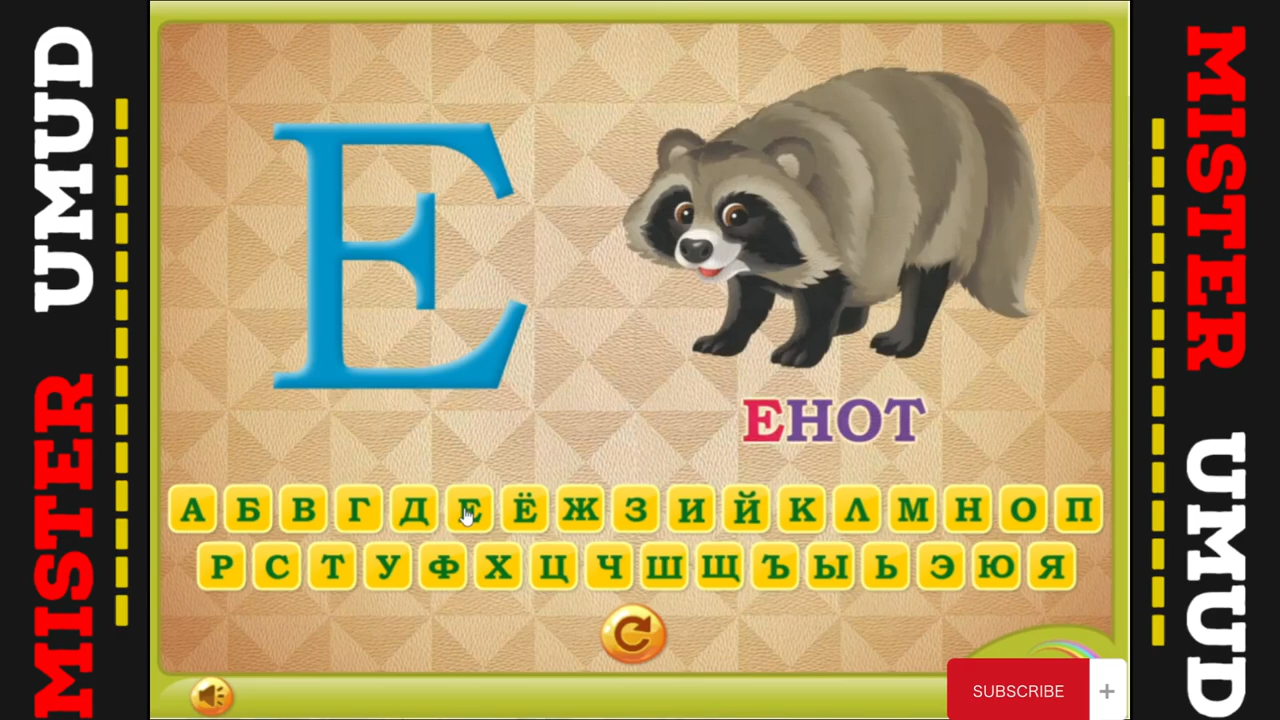 MISTER UMUD
Е
ЕНОТ
А Б В Г Д Е Ё Ж З И Й К Л М Н О П
Р С Т У Ф Х Ц Ч Ш Щ Ъ Ы Ь Э Ю Я
SUBSCRIBE +
MISTER UMUD